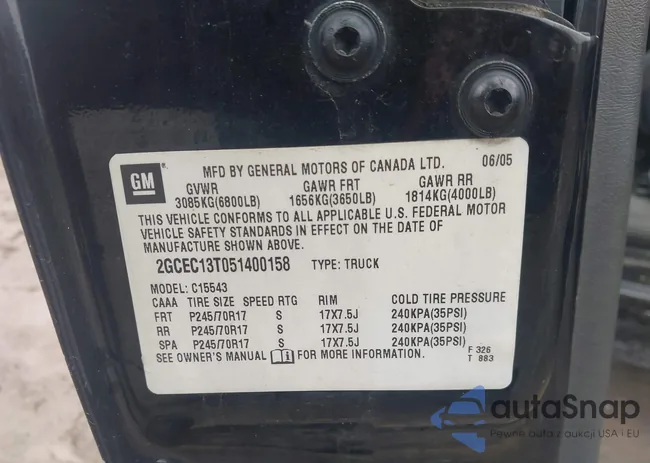 GM
MFD BY GENERAL MOTORS OF CANADA LTD. 06/05
GVWR GAWR FRT GAWR RR
3085KG(6800LB) 1656KG(3650LB) 1814KG(4000LB)
THIS VEHICLE CONFORMS TO ALL APPLICABLE U.S. FEDERAL MOTOR
VEHICLE SAFETY STANDARDS IN EFFECT ON THE DATE OF
MANUFACTURE SHOWN ABOVE.
2GCEC13T051400158 TYPE: TRUCK
MODEL: C15543
CAAA TIRE SIZE SPEED RTG RIM COLD TIRE PRESSURE
FRT P245/70R17 S 17X7.5J 240KPA(35PSI)
RR P245/70R17 S 17X7.5J 240KPA(35PSI)
SPA P245/70R17 S 17X7.5J 240KPA(35PSI)
SEE OWNER'S MANUAL FOR MORE INFORMATION.
F 326
T 883
autaSnap
Pewne auta z aukcji USA i EU